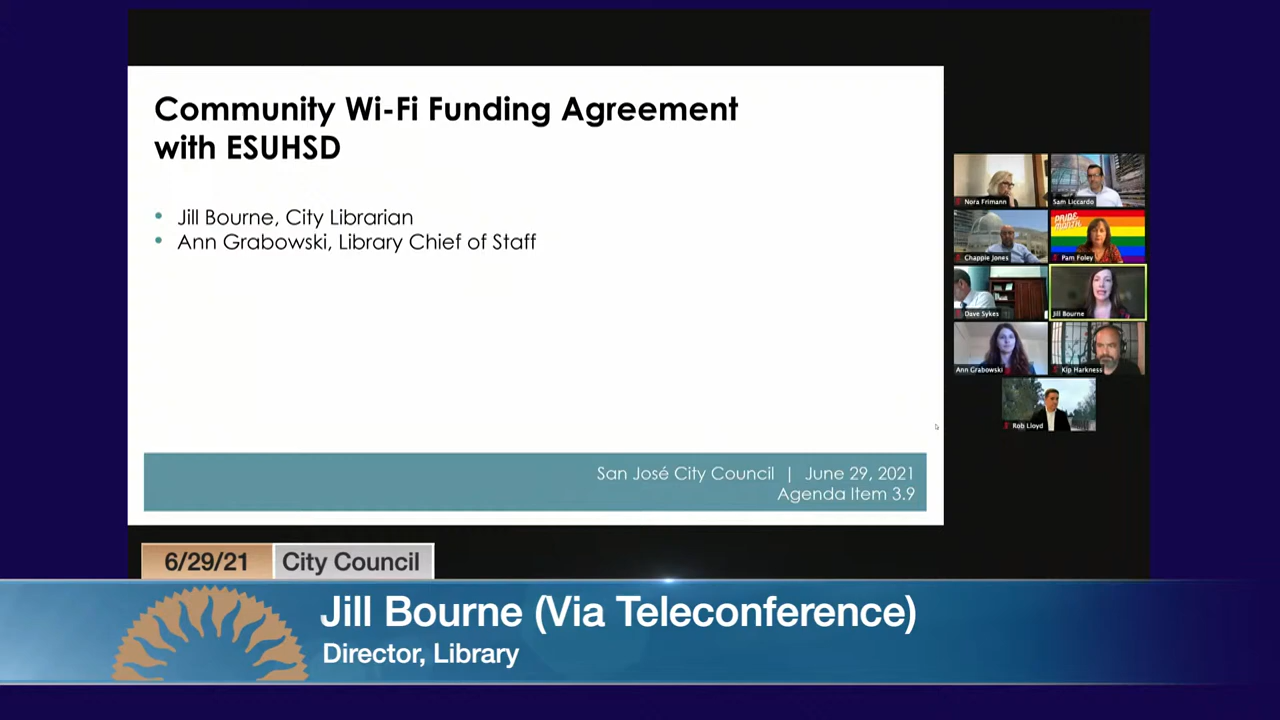 Community Wi-Fi Funding Agreement
with ESUHSD
• Jill Bourne, City Librarian
• Ann Grabowski, Library Chief of Staff
San José City Council | June 29, 2021
Agenda Item 3.9
Nora Frimann
Sam Liccardo
Chappie Jones
PRIDE
MONTH
Pam Foley
Dave Sykes
Jill Bourne
Ann Grabowski
Kip Harkness
Rob Lloyd
6/29/21
City Council
Jill Bourne (Via Teleconference)
Director, Library